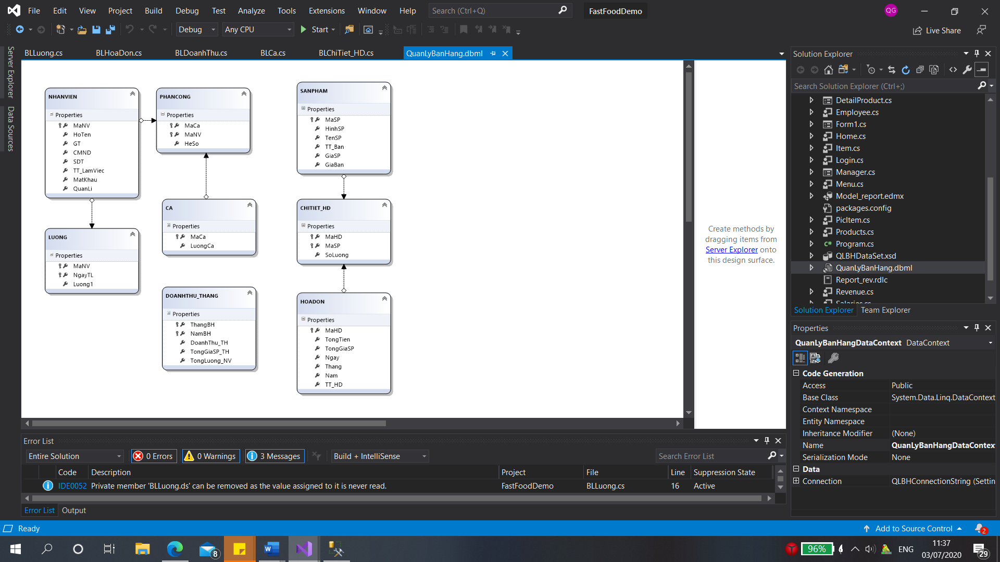 File Edit View Project Build Debug Test Analyze Tools Extensions Window Help Search (Ctrl+Q) FastFoodDemo QG
Debug Any CPU Start Live Share
Server Explorer
Data Sources
BLLuong.cs BLHoaDon.cs BLDoanhThu.cs BLCa.cs BLChiTiet_HD.cs QuanLyBanHang.dbml
NHANVIEN
Properties
MaNV
HoTen
GT
CMND
SDT
TT_LamViec
MatKhau
QuanLi
PHANCONG
Properties
MaCa
MaNV
HeSo
SANPHAM
Properties
MaSP
HinhSP
TenSP
TT_Ban
GiaSP
GiaBan
LUONG
Properties
MaNV
NgayTL
Luong1
CA
Properties
MaCa
LuongCa
CHITIET_HD
Properties
MaHD
MaSP
SoLuong
DOANHTHU_THANG
Properties
ThangBH
NamBH
DoanhThu_TH
TongGiaSP_TH
TongLuong_NV
HOADON
Properties
MaHD
TongTien
TongGiaSP
Ngay
Thang
Nam
TT_HD
Create methods by
dragging items from
Server Explorer onto
this design surface.
Solution Explorer
Search Solution Explorer (Ctrl+;)
DetailProduct.cs
Employee.cs
Form1.cs
Home.cs
Item.cs
Login.cs
Manager.cs
Menu.cs
Model_report.edmx
packages.config
PicItem.cs
Products.cs
C# Program.cs
QLBHDataSet.xsd
QuanLyBanHang.dbml
Report_rev.rdlc
Revenue.cs
Salaries.cs
Solution Explorer Team Explorer
Properties
QuanLyBanHangDataContext DataContext
Code Generation
Access Public
Base Class System.Data.Linq.DataContext
Context Namespace
Entity Namespace
Inheritance Modifier (None)
Name QuanLyBanHangDataContex
Serialization Mode None
Data
Connection QLBHConnectionString (Settin
Error List
Entire Solution 0 Errors 0 Warnings 3 Messages Build + IntelliSense Search Error List
Code Description Project File Line Suppression State
IDE0052 Private member 'BLLuong.ds' can be removed as the value assigned to it is never read. FastFoodDemo BLLuong.cs 16 Active
Error List Output
Ready Add to Source Control 2
8 96% ENG 11:37
03/07/2020 29